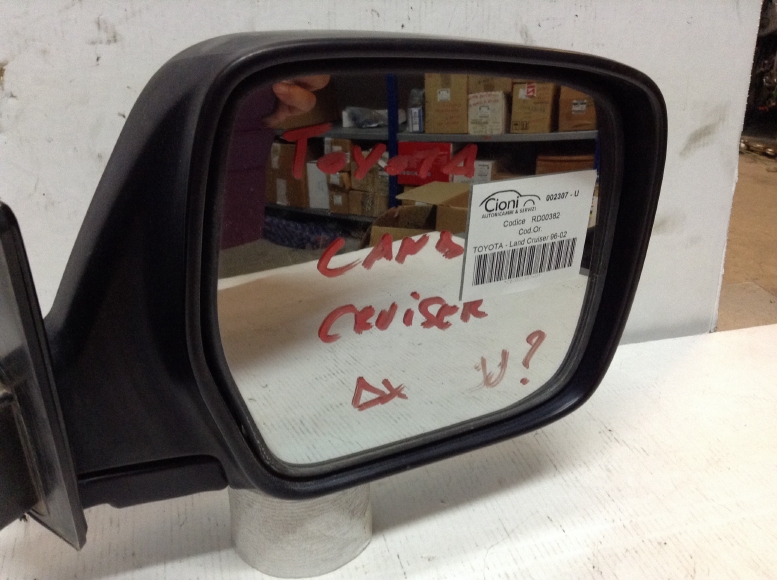 TOYOTA
LAND
CRUISER
DX U?
Cioni 002307 - U
AUTORICAMBI & SERVIZI
Codice RD00382
Cod.Or
TOYOTA - Land Cruiser 96-02